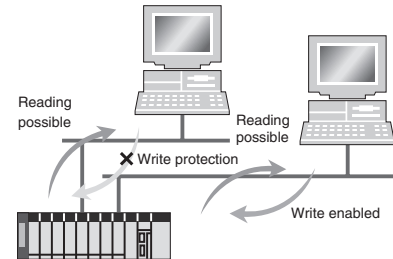 Reading
possible
Reading
possible
Write protection
Write enabled